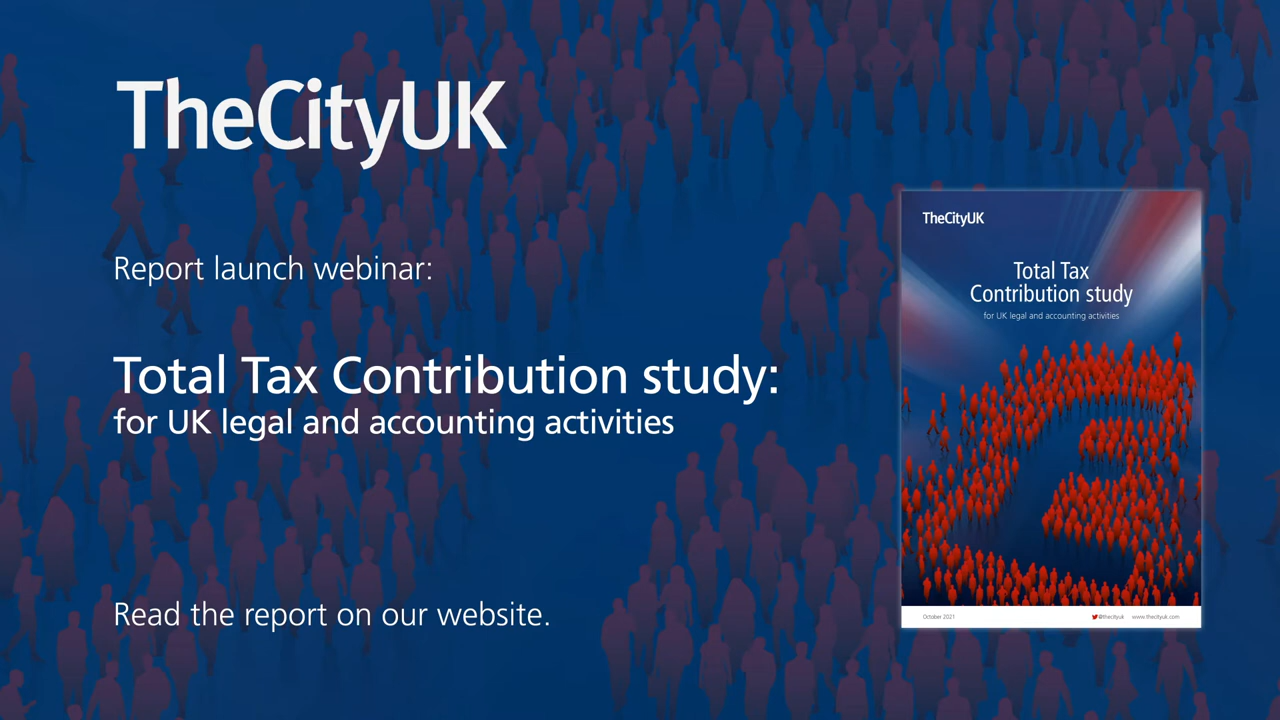 TheCityUK
Report launch webinar:
Total Tax Contribution study:
for UK legal and accounting activities
Read the report on our website.
TheCityUK
Total Tax
Contribution study
for UK legal and accounting activities
October 2021
@thecityuk www.thecityuk.com